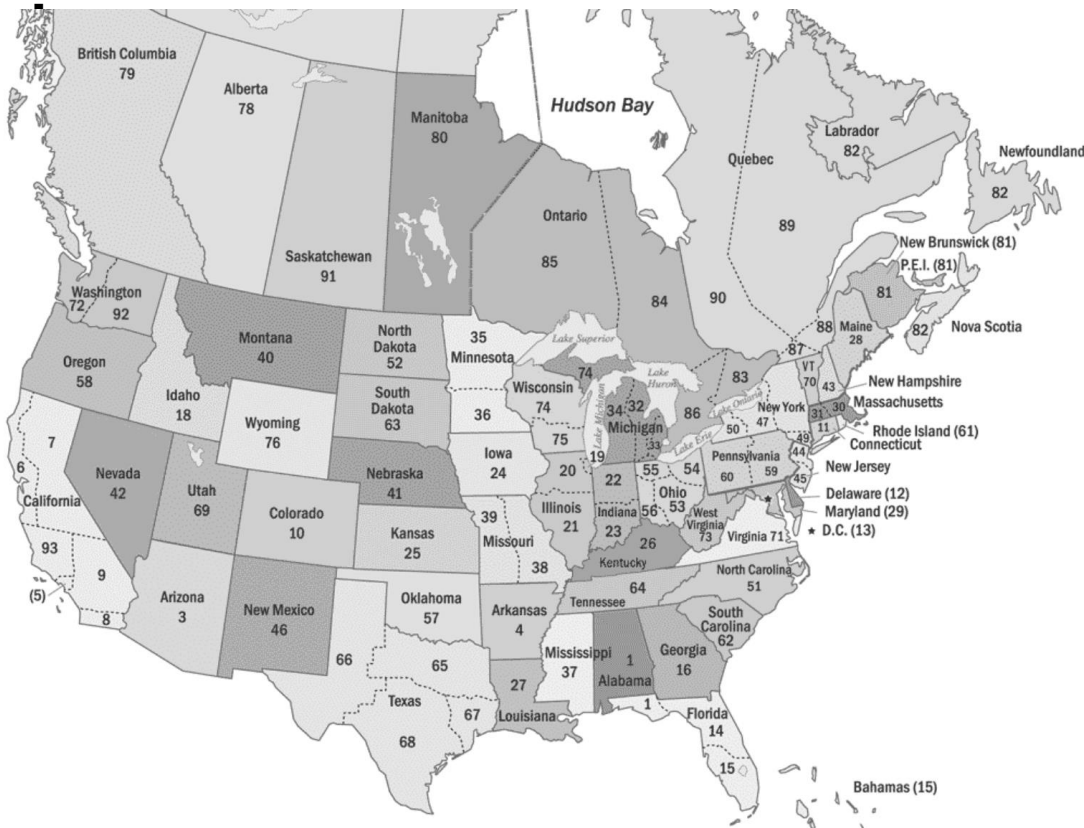 British Columbia
79
Alberta
78
Manitoba
80
Saskatchewan
91
Hudson Bay
Ontario
85
84
Quebec
90
89
Labrador
82
Newfoundland
82
New Brunswick (81)
P.E.I. (81)
81
82
Nova Scotia
88
87
Maine
28
Washington
72
92
Oregon
58
Idaho
18
Montana
40
Wyoming
76
North
Dakota
52
South
Dakota
63
Nebraska
41
35
Minnesota
36
Lake Superior
74
Wisconsin
74
75
Lake Michigan
19
34
32
Michigan
33
Lake
Huron
86
83
Lake Ontario
Lake Erie
50
47
New York
49
VT
70
43
New Hampshire
Massachusetts
31
30
11
Rhode Island (61)
Connecticut
44
45
New Jersey
Pennsylvania
60
59
Delaware (12)
Maryland (29)
★ D.C. (13)
7
6
California
93
9
(5)
8
Nevada
42
Utah
69
Colorado
10
Arizona
3
New Mexico
46
Kansas
25
Iowa
24
39
Missouri
38
20
Illinois
21
22
Indiana
23
55
54
Ohio
56
53
West
Virginia
73
Virginia 71
26
Kentucky
64
Tennessee
North Carolina
51
South
Carolina
62
Oklahoma
57
Arkansas
4
66
65
Texas
67
68
27
Louisiana
Mississippi
37
1
Alabama
Georgia
16
1
Florida
14
15
Bahamas (15)